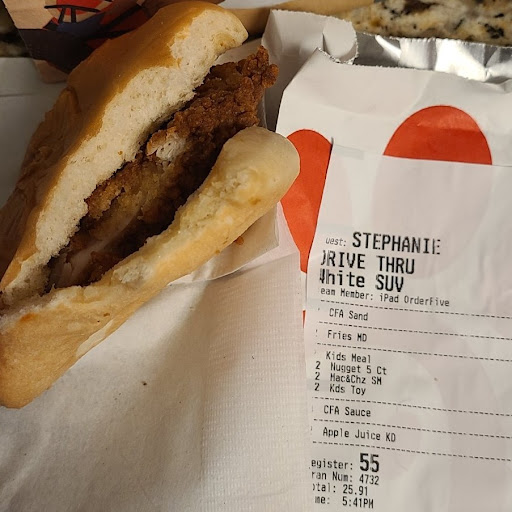 uest: STEPHANIE
DRIVE THRU
White SUV
eam Member: iPad OrderFive
CFA Sand
Fries MD
Kids Meal
2 Nugget 5 Ct
2 Mac&Chz SM
2 Kds Toy
CFA Sauce
Apple Juice KD
egister: 55
ran Num: 4732
otal: 25.91
me: 5:41PM